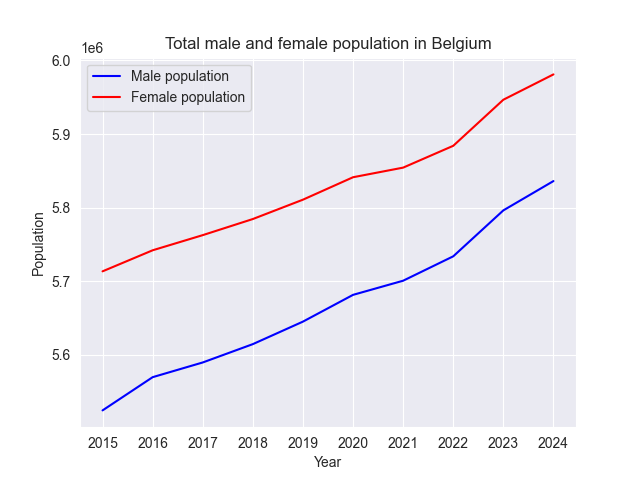 Total male and female population in Belgium
1e6
Male population
Female population
6.0
5.9
5.8
5.7
5.6
Population
2015 2016 2017 2018 2019 2020 2021 2022 2023 2024
Year